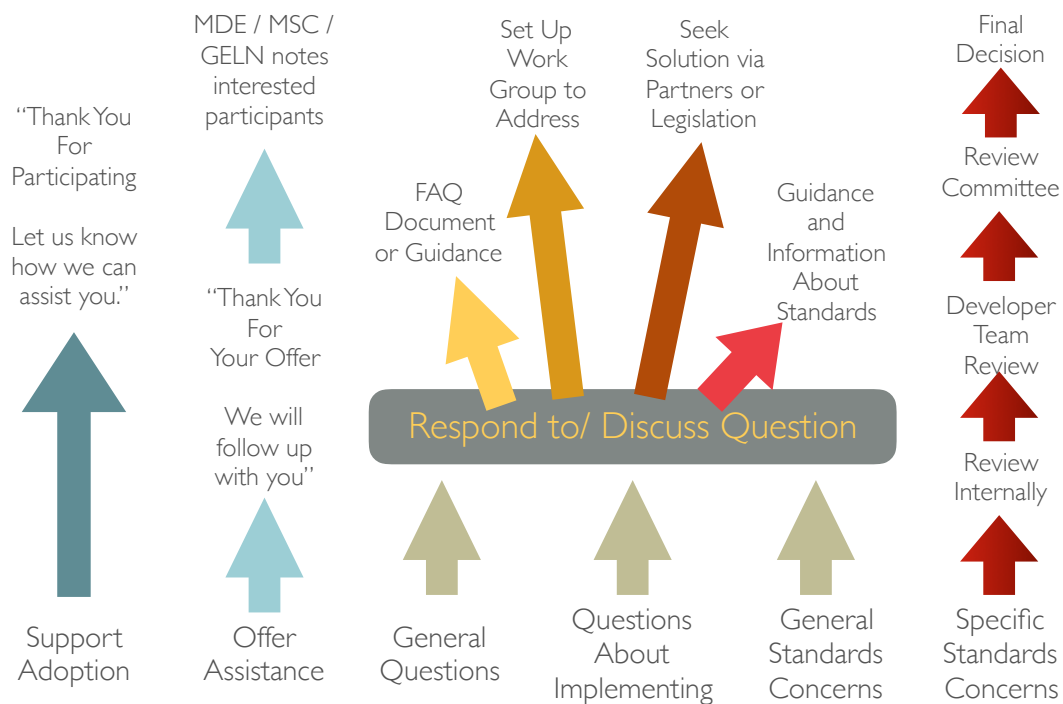 “Thank You
For
Participating
Let us know
how we can
assist you.”
Support
Adoption
MDE / MSC /
GELN notes
interested
participants
“Thank You
For
Your Offer
We will
follow up
with you”
Offer
Assistance
FAQ
Document
or Guidance
Set Up
Work
Group to
Address
Seek
Solution via
Partners or
Legislation
Guidance
and
Information
About
Standards
Respond to/ Discuss Question
General
Questions
Questions
About
Implementing
General
Standards
Concerns
Final
Decision
Review
Committee
Developer
Team
Review
Review
Internally
Specific
Standards
Concerns